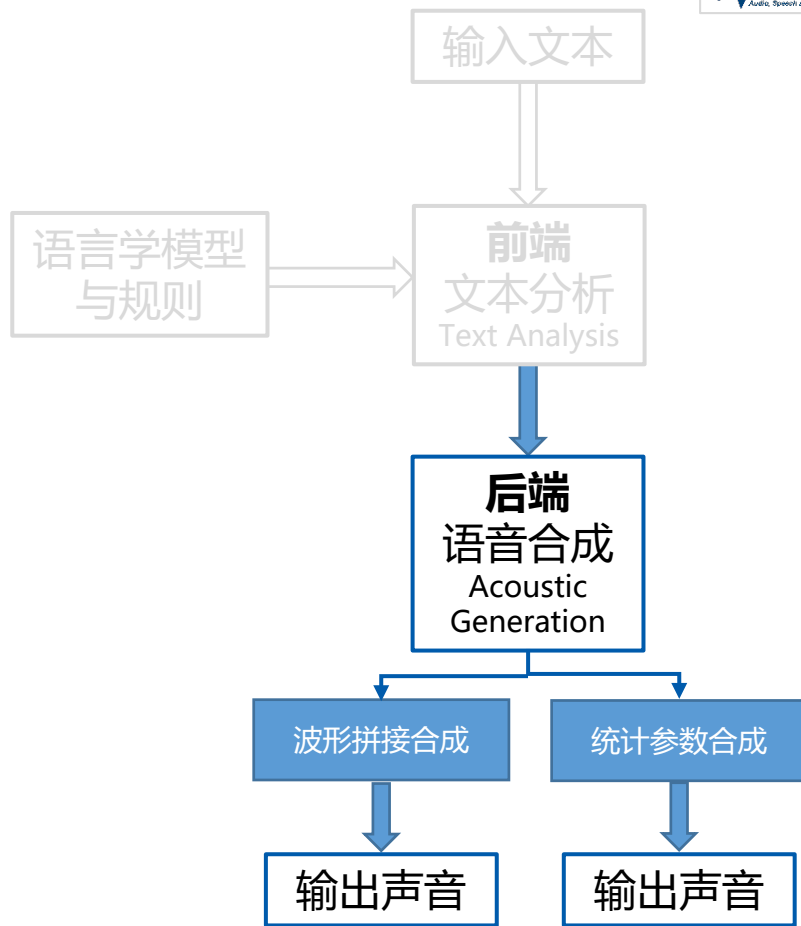 Audio, Speech
输入文本
语言学模型
与规则
前端
文本分析
Text Analysis
后端
语音合成
Acoustic
Generation
波形拼接合成
统计参数合成
输出声音
输出声音